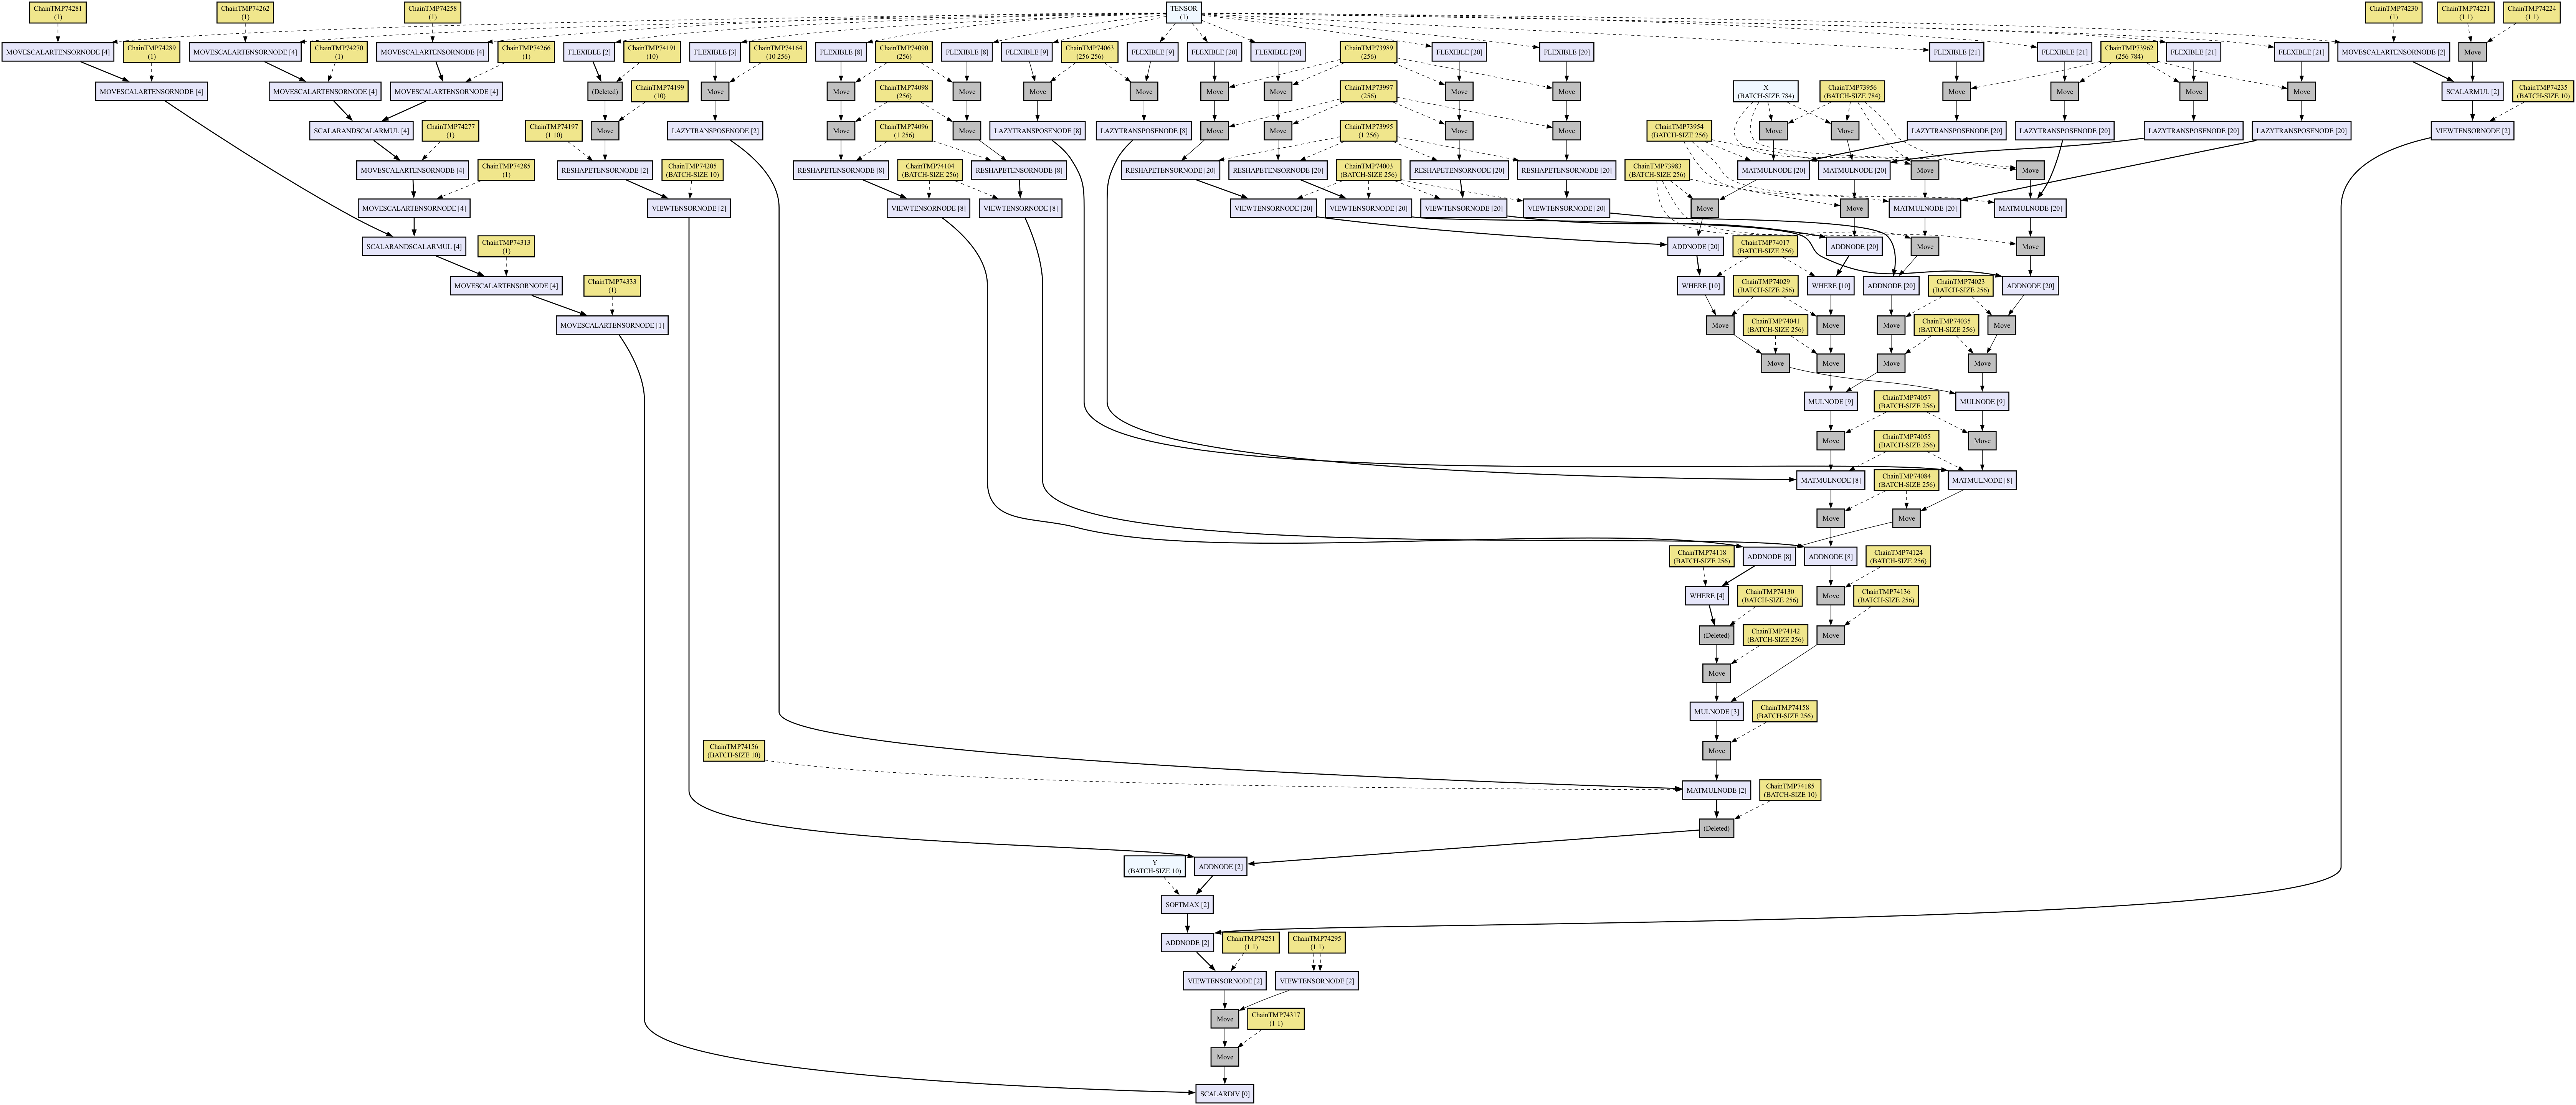 ChainTMP74281
(1)
ChainTMP74262
(1)
ChainTMP74258
(1)
TENSOR
(1)
ChainTMP74230
(1)
ChainTMP74221
(1 1)
ChainTMP74224
(1 1)
MOVESCALARTENSORNODE [4]
ChainTMP74289
(1)
MOVESCALARTENSORNODE [4]
ChainTMP74270
(1)
MOVESCALARTENSORNODE [4]
ChainTMP74266
(1)
FLEXIBLE [2]
ChainTMP74191
(10)
FLEXIBLE [3]
ChainTMP74164
(10 256)
FLEXIBLE [8]
ChainTMP74090
(256)
FLEXIBLE [8]
FLEXIBLE [9]
ChainTMP74063
(256 256)
FLEXIBLE [9]
FLEXIBLE [20]
FLEXIBLE [20]
ChainTMP73989
(256)
FLEXIBLE [20]
FLEXIBLE [20]
FLEXIBLE [21]
FLEXIBLE [21]
ChainTMP73962
(256 784)
FLEXIBLE [21]
FLEXIBLE [21]
MOVESCALARTENSORNODE [2]
Move
MOVESCALARTENSORNODE [4]
MOVESCALARTENSORNODE [4]
MOVESCALARTENSORNODE [4]
(Deleted)
ChainTMP74199
(10)
Move
Move
ChainTMP74098
(256)
Move
Move
Move
Move
Move
ChainTMP73997
(256)
Move
Move
X
(BATCH-SIZE 784)
ChainTMP73956
(BATCH-SIZE 784)
Move
Move
Move
Move
SCALARMUL [2]
ChainTMP74235
(BATCH-SIZE 10)
SCALARANDSCALARMUL [4]
ChainTMP74277
(1)
ChainTMP74197
(1 10)
Move
LAZYTRANSPOSENODE [2]
Move
ChainTMP74096
(1 256)
Move
LAZYTRANSPOSENODE [8]
LAZYTRANSPOSENODE [8]
Move
Move
ChainTMP73995
(1 256)
Move
Move
ChainTMP73954
(BATCH-SIZE 256)
Move
Move
LAZYTRANSPOSENODE [20]
LAZYTRANSPOSENODE [20]
LAZYTRANSPOSENODE [20]
LAZYTRANSPOSENODE [20]
VIEWTENSORNODE [2]
MOVESCALARTENSORNODE [4]
ChainTMP74285
(1)
RESHAPETENSORNODE [2]
ChainTMP74205
(BATCH-SIZE 10)
RESHAPETENSORNODE [8]
ChainTMP74104
(BATCH-SIZE 256)
RESHAPETENSORNODE [8]
RESHAPETENSORNODE [20]
RESHAPETENSORNODE [20]
ChainTMP74003
(BATCH-SIZE 256)
RESHAPETENSORNODE [20]
RESHAPETENSORNODE [20]
ChainTMP73983
(BATCH-SIZE 256)
MATMULNODE [20]
MATMULNODE [20]
Move
Move
MOVESCALARTENSORNODE [4]
VIEWTENSORNODE [2]
VIEWTENSORNODE [8]
VIEWTENSORNODE [8]
VIEWTENSORNODE [20]
VIEWTENSORNODE [20]
VIEWTENSORNODE [20]
VIEWTENSORNODE [20]
Move
Move
MATMULNODE [20]
MATMULNODE [20]
SCALARANDSCALARMUL [4]
ChainTMP74313
(1)
ADDNODE [20]
ChainTMP74017
(BATCH-SIZE 256)
ADDNODE [20]
Move
Move
MOVESCALARTENSORNODE [4]
ChainTMP74333
(1)
WHERE [10]
ChainTMP74029
(BATCH-SIZE 256)
WHERE [10]
ADDNODE [20]
ChainTMP74023
(BATCH-SIZE 256)
ADDNODE [20]
MOVESCALARTENSORNODE [1]
Move
ChainTMP74041
(BATCH-SIZE 256)
Move
Move
ChainTMP74035
(BATCH-SIZE 256)
Move
Move
Move
Move
Move
MULNODE [9]
ChainTMP74057
(BATCH-SIZE 256)
MULNODE [9]
Move
ChainTMP74055
(BATCH-SIZE 256)
Move
MATMULNODE [8]
ChainTMP74084
(BATCH-SIZE 256)
MATMULNODE [8]
Move
Move
ChainTMP74118
(BATCH-SIZE 256)
ADDNODE [8]
ADDNODE [8]
ChainTMP74124
(BATCH-SIZE 256)
WHERE [4]
ChainTMP74130
(BATCH-SIZE 256)
Move
ChainTMP74136
(BATCH-SIZE 256)
(Deleted)
ChainTMP74142
(BATCH-SIZE 256)
Move
Move
MULNODE [3]
ChainTMP74158
(BATCH-SIZE 256)
ChainTMP74156
(BATCH-SIZE 10)
Move
MATMULNODE [2]
ChainTMP74185
(BATCH-SIZE 10)
(Deleted)
Y
(BATCH-SIZE 10)
ADDNODE [2]
SOFTMAX [2]
ADDNODE [2]
ChainTMP74251
(1 1)
ChainTMP74295
(1 1)
VIEWTENSORNODE [2]
VIEWTENSORNODE [2]
Move
ChainTMP74317
(1 1)
Move
SCALARDIV [0]